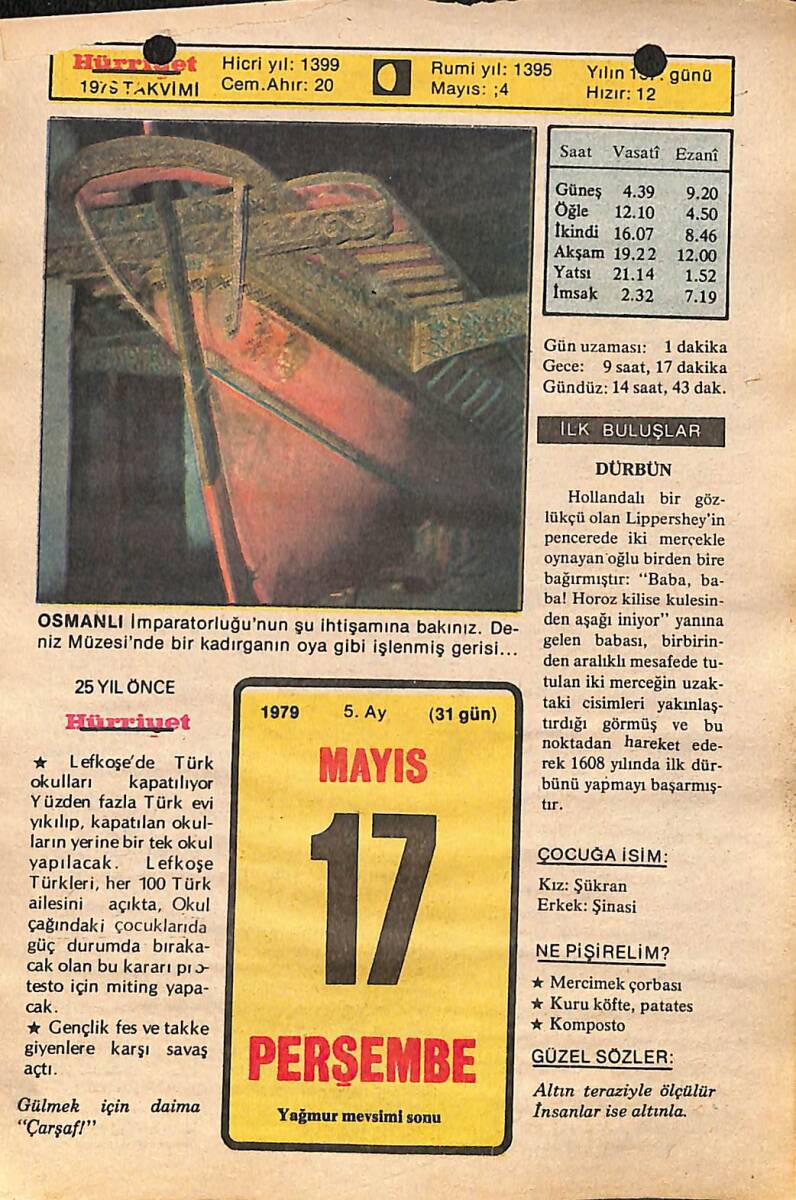 Hürriyet
1979 TAKVİMİ
Hicri yıl: 1399
Cem.Ahır: 20
Rumi yıl: 1395
Mayıs: ;4
Yılın günü
Hızır: 12
Saat Vasatî Ezanî
Güneş 4.39 9.20
Öğle 12.10 4.50
İkindi 16.07 8.46
Akşam 19.22 12.00
Yatsı 21.14 1.52
İmsak 2.32 7.19
Gün uzaması: 1 dakika
Gece: 9 saat, 17 dakika
Gündüz: 14 saat, 43 dak.
OSMANLI İmparatorluğu'nun şu ihtişamına bakınız. De-
niz Müzesi'nde bir kadırganın oya gibi işlenmiş gerisi...
İLK BULUŞLAR
DÜRBÜN
Hollandalı bir göz-
lükçü olan Lippershey'in
pencerede iki merçekle
oynayan oğlu birden bire
bağırmıştır: "Baba, ba-
ba! Horoz kilise kulesin-
den aşağı iniyor" yanına
gelen babası, birbirin-
den aralıklı mesafede tu-
tulan iki merceğin uzak-
taki cisimleri yakınlaş-
tırdığı görmüş ve bu
noktadan hareket ede-
rek 1608 yılında ilk dür-
bünü yapmayı başarmış-
tır.
25 YIL ÖNCE
Hürriyet
★ Lefkoşe'de Türk
okulları kapatılıyor
Yüzden fazla Türk evi
yıkılıp, kapatılan okul-
ların yerine bir tek okul
yapılacak. Lefkoşe
Türkleri, her 100 Türk
ailesini açıkta, Okul
çağındaki çocuklarıda
güç durumda bıraka-
cak olan bu kararı pro-
testo için miting yapa-
cak.
★ Gençlik fes ve takke
giyenlere karşı savaş
açtı.
Gülmek için daima
"Çarşaf!"
1979 5. Ay (31 gün)
MAYIS
17
PERŞEMBE
Yağmur mevsimi sonu
ÇOCUĞA İSİM:
Kız: Şükran
Erkek: Şinasi
NE PİŞİRELİM?
★ Mercimek çorbası
★ Kuru köfte, patates
★ Komposto
GÜZEL SÖZLER:
Altın teraziyle ölçülür
İnsanlar ise altınla.